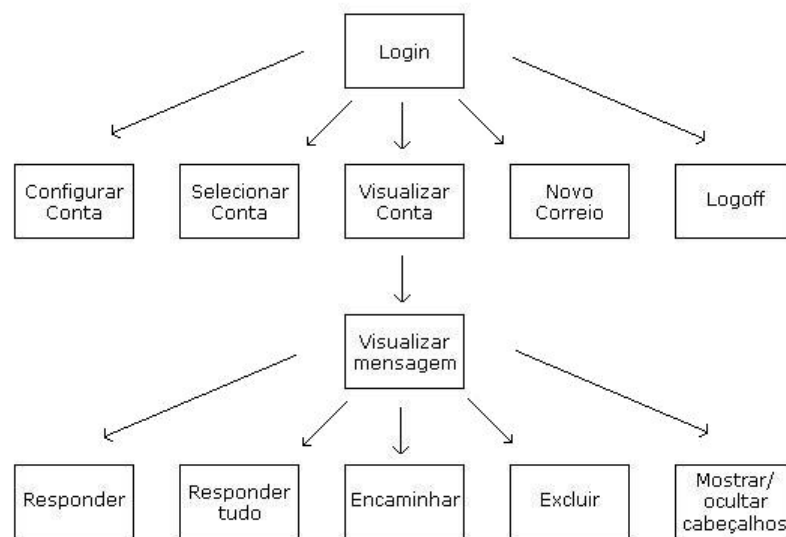 Login
Configurar
Conta
Selecionar
Conta
Visualizar
Conta
Novo
Correio
Logoff
Visualizar
mensagem
Responder
Responder
tudo
Encaminhar
Excluir
Mostrar/
ocultar
cabeçalhos